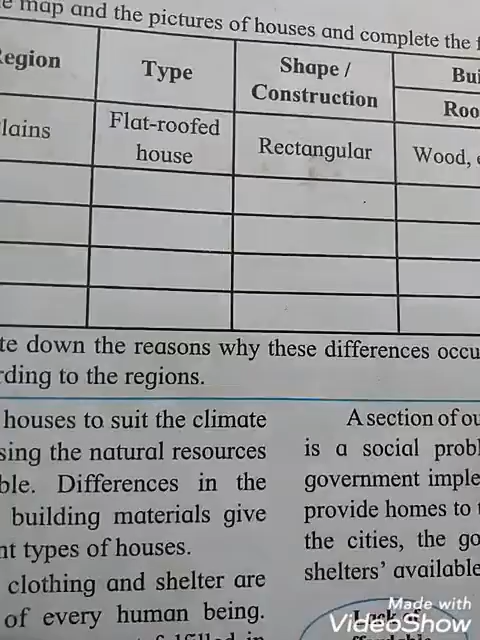 map and the pictures of houses and complete the
Region
Type
Shape /
Construction
Bui
Roo
lains
Flat-roofed
house
Rectangular
Wood,
te down the reasons why these differences occu
rding to the regions.
houses to suit the climate
sing the natural resources
ble. Differences in the
building materials give
nt types of houses.
clothing and shelter are
of every human being.
A section of ou
is a social probl
government imple
provide homes to
the cities, the go
shelters' available
Lack of
Made with
VideoShow